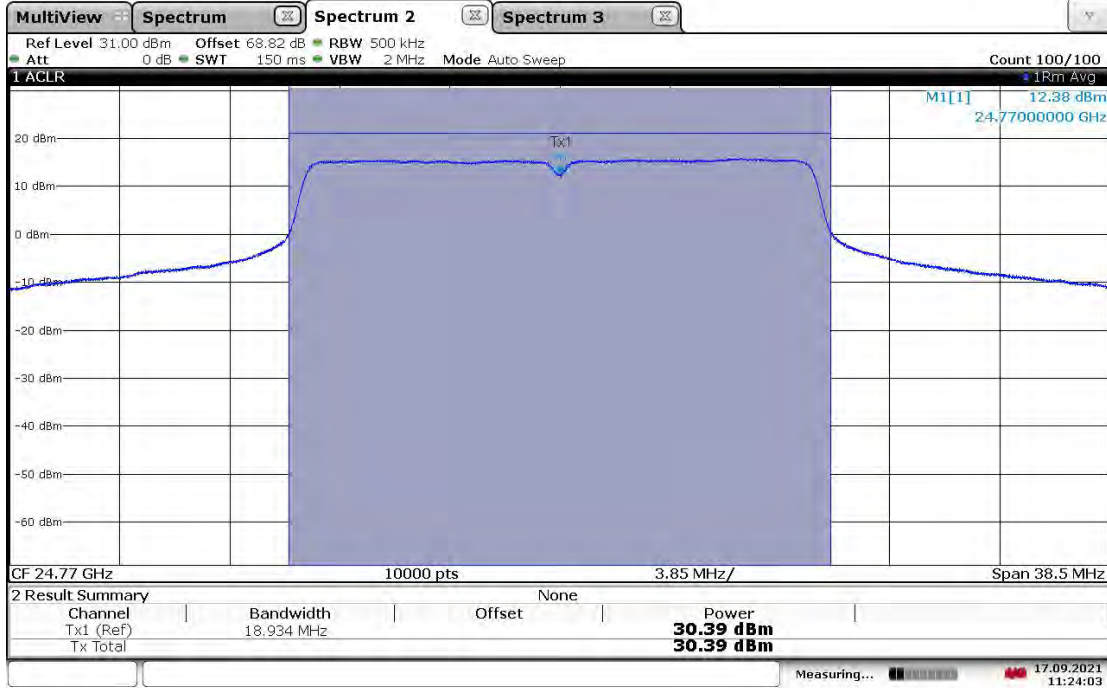 MultiView Spectrum Spectrum 2 Spectrum 3
Ref Level 31.00 dBm Offset 68.82 dB RBW 500 kHz
Att 0 dB SWT 150 ms VBW 2 MHz Mode Auto Sweep Count 100/100
1 ACLR 1Rm Avg
M1[1] 12.38 dBm
24.77000000 GHz
20 dBm
Tx1
10 dBm
0 dBm
-10 dBm
-20 dBm
-30 dBm
-40 dBm
-50 dBm
-60 dBm
CF 24.77 GHz 10000 pts 3.85 MHz/ Span 38.5 MHz
2 Result Summary None
Channel Bandwidth Offset Power
Tx1 (Ref) 18.934 MHz 30.39 dBm
Tx Total 30.39 dBm
Measuring... 17.09.2021
11:24:03